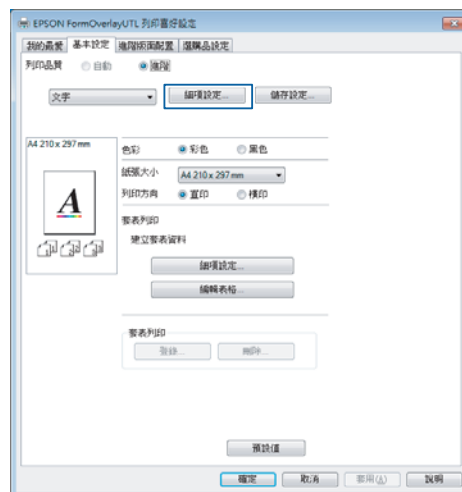 EPSON FormOverlayUTL 列印喜好設定
我的最愛 基本設定 進階版面配置 選購品設定
列印品質 自動 進階
文字 細項設定... 儲存設定...
A4 210 x 297 mm
色彩 彩色 黑色
紙張大小 A4 210 x 297 mm
列印方向 直印 橫印
A
套表列印
建立套表資料
細項設定...
編輯表格...
套表列印
登錄... 刪除...
預設值
確定 取消 套用(A) 說明